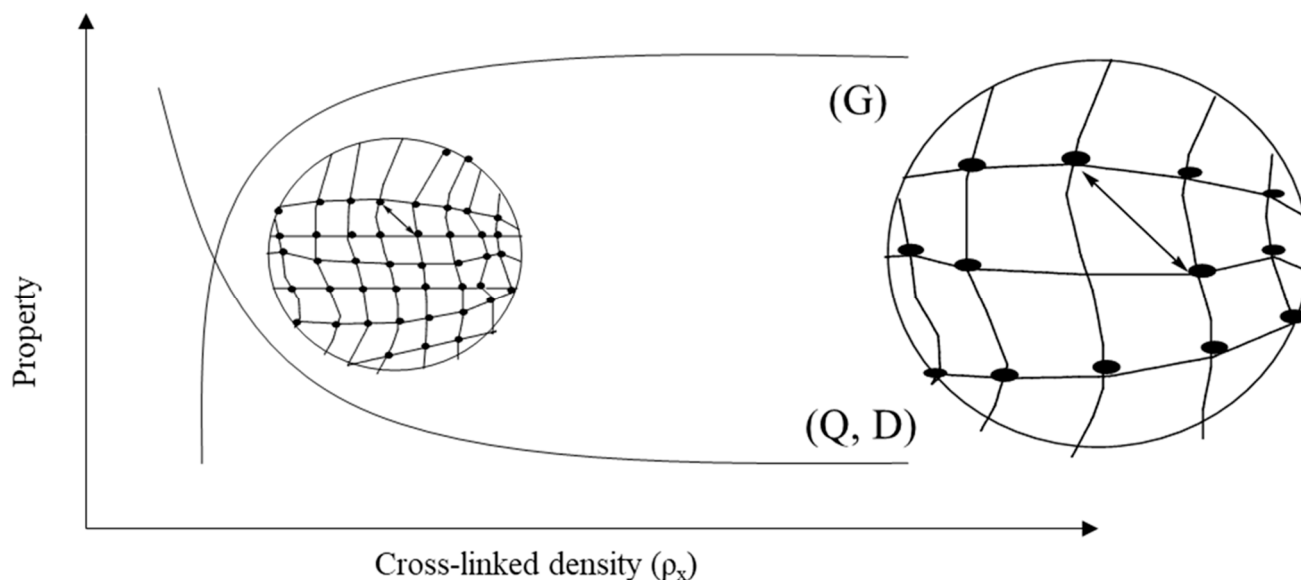 (G)
Property
(Q, D)
Cross-linked density (ρₓ)